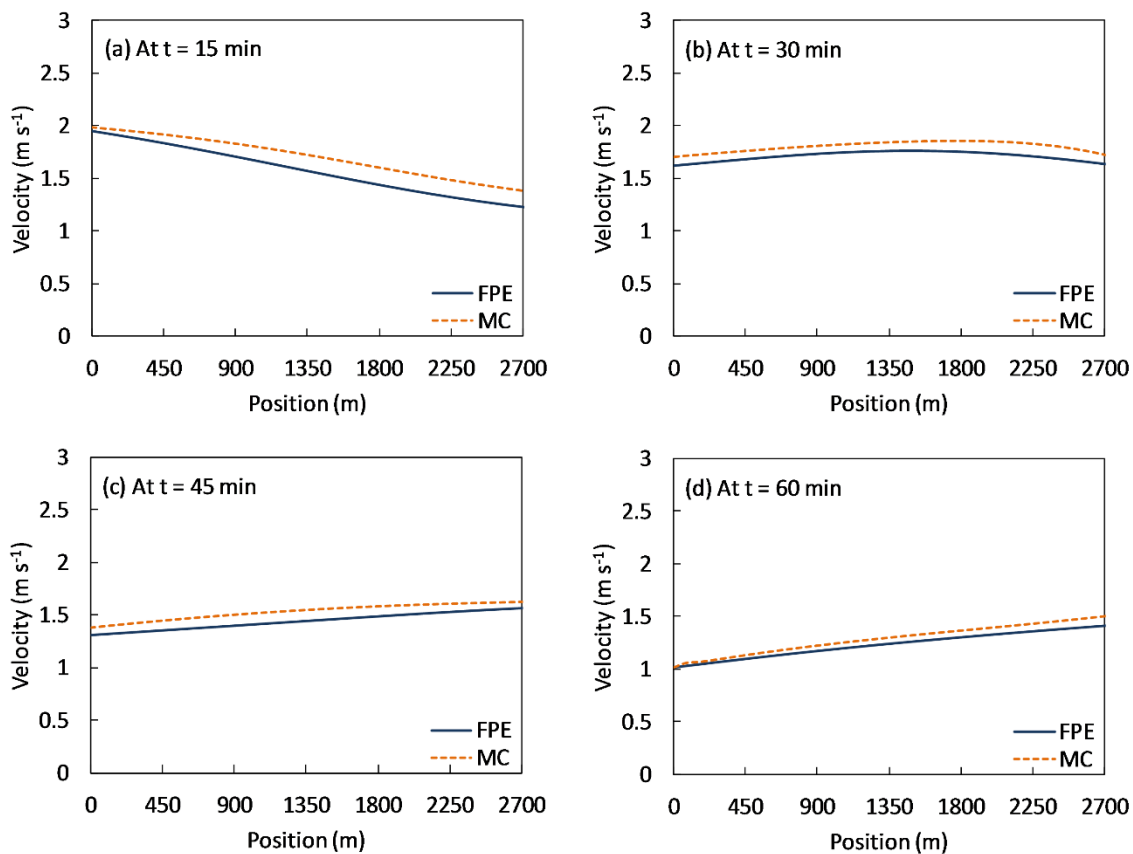 (a) At t = 15 min
Velocity (m s⁻¹)
3
2.5
2
1.5
1
0.5
0
FPE
MC
0 450 900 1350 1800 2250 2700
Position (m)
(b) At t = 30 min
Velocity (m s⁻¹)
3
2.5
2
1.5
1
0.5
0
FPE
MC
0 450 900 1350 1800 2250 2700
Position (m)
(c) At t = 45 min
Velocity (m s⁻¹)
3
2.5
2
1.5
1
0.5
0
FPE
MC
0 450 900 1350 1800 2250 2700
Position (m)
(d) At t = 60 min
Velocity (m s⁻¹)
3
2.5
2
1.5
1
0.5
0
FPE
MC
0 450 900 1350 1800 2250 2700
Position (m)